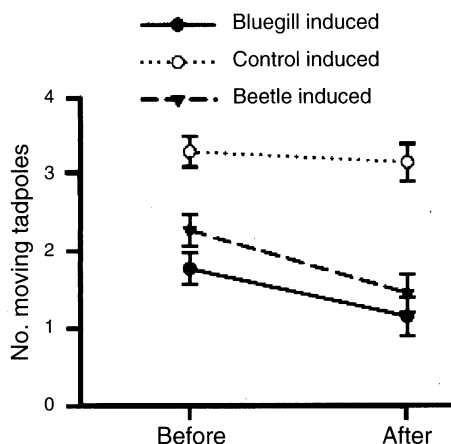 Bluegill induced
Control induced
Beetle induced
4
3
2
1
0
No. moving tadpoles
Before After